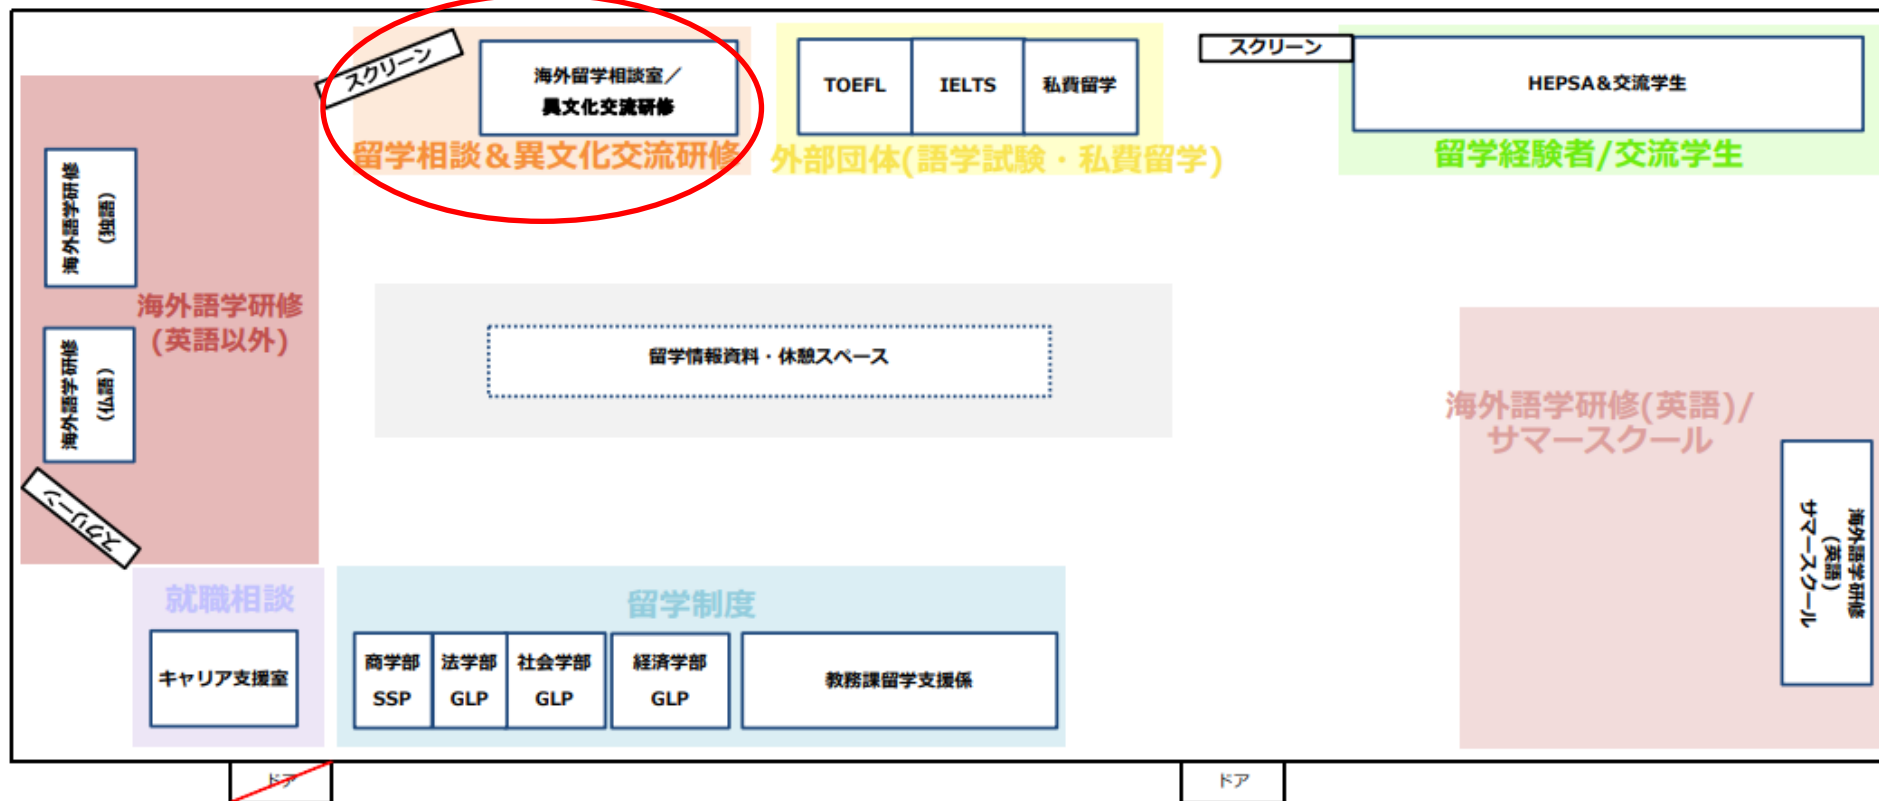 スクリーン
海外留学相談室／
異文化交流研修
留学相談＆異文化交流研修
TOEFL
IELTS
私費留学
外部団体(語学試験・私費留学)
スクリーン
HEPSA＆交流学生
留学経験者/交流学生
海外語学研修
(独語)
海外語学研修
(英語以外)
海外語学研修
(仏語)
スクリーン
留学情報資料・休憩スペース
海外語学研修(英語)/
サマースクール
海外語学研修
(英語)
サマースクール
就職相談
キャリア支援室
留学制度
商学部
SSP
法学部
GLP
社会学部
GLP
経済学部
GLP
教務課留学支援係
ドア
ドア